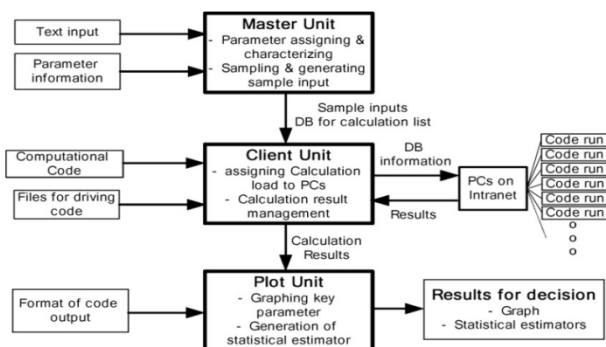 Text input
Parameter
information
Master Unit
- Parameter assigning &
characterizing
- Sampling & generating
sample input
Sample inputs
DB for calculation list
Computational
Code
Files for driving
code
Client Unit
- assigning Calculation
load to PCs
- Calculation result
management
DB
information
Results
PCs on
Intranet
Code run
Code run
Code run
Code run
Code run
Code run
o
o
o
Calculation
Results
Format of code
output
Plot Unit
- Graphing key
parameter
- Generation of
statistical estimator
Results for decision
- Graph
- Statistical estimators